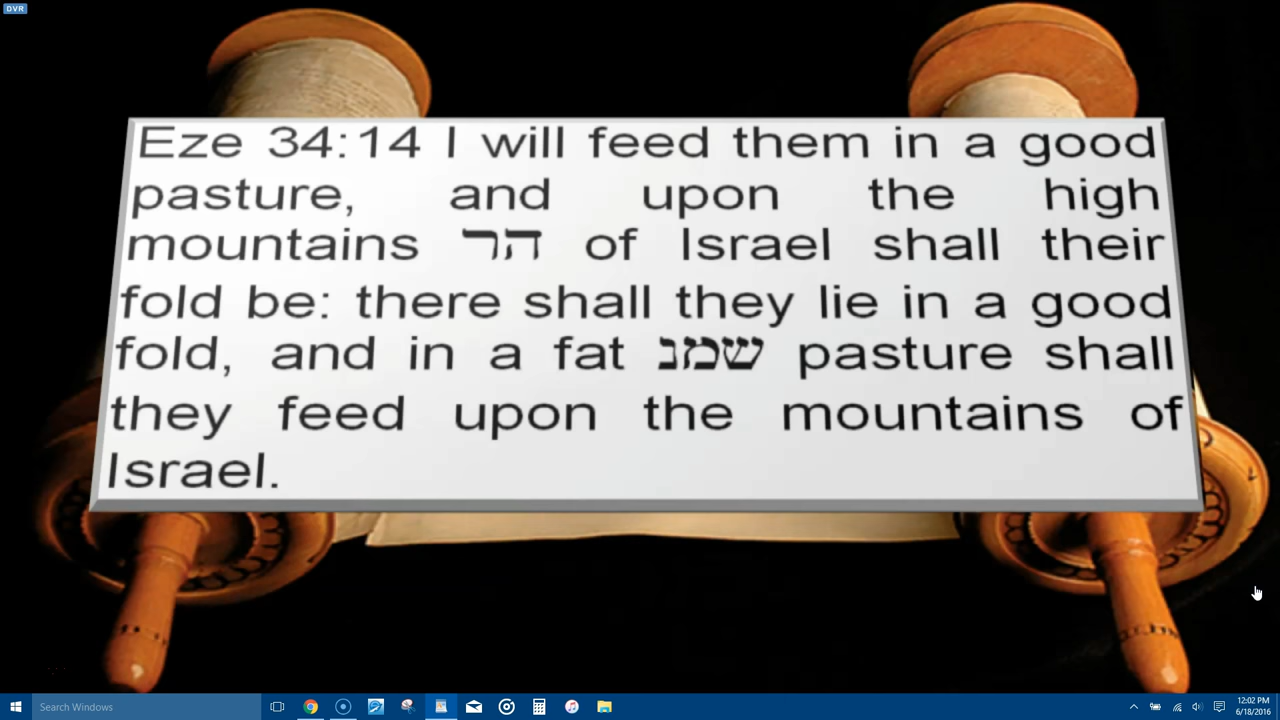 DVR
Eze 34:14 I will feed them in a good
pasture, and upon the high
mountains הר of Israel shall their
fold be: there shall they lie in a good
fold, and in a fat שמנ pasture shall
they feed upon the mountains of
Israel.
Search Windows
12:02 PM
6/18/2016